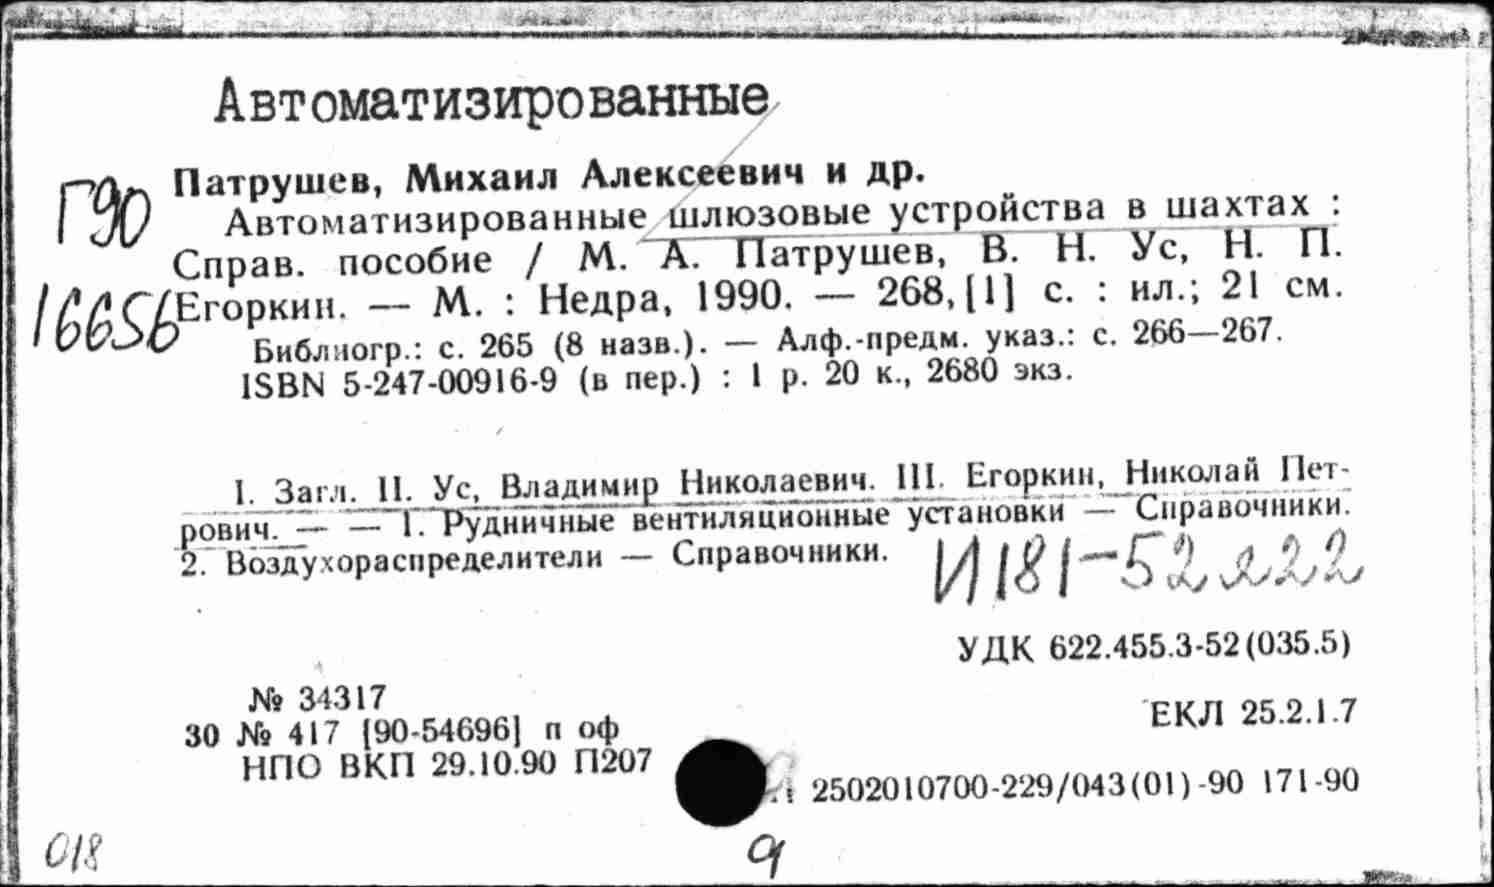 Автоматизированные
Патрушев, Михаил Алексеевич и др.
Г90
Автоматизированные шлюзовые устройства в шахтах :
Справ. пособие / М. А. Патрушев, В. Н. Ус, Н. П.
16656
Егоркин. — М. : Недра, 1990. — 268, [1] с. : ил.; 21 см.
Библиогр.: с. 265 (8 назв.). — Алф.-предм. указ.: с. 266—267.
ISBN 5-247-00916-9 (в пер.) : 1 р. 20 к., 2680 экз.
I. Загл. II. Ус, Владимир Николаевич. III. Егоркин, Николай Пет-
рович. — — 1. Рудничные вентиляционные установки — Справочники.
2. Воздухораспределители — Справочники.
И181-52я22
УДК 622.455.3-52(035.5)
№ 34317
ЕКЛ 25.2.1.7
30 № 417 [90-54696] п оф
НПО ВКП 29.10.90 П207
2502010700-229/043(01)-90 171-90
018
9